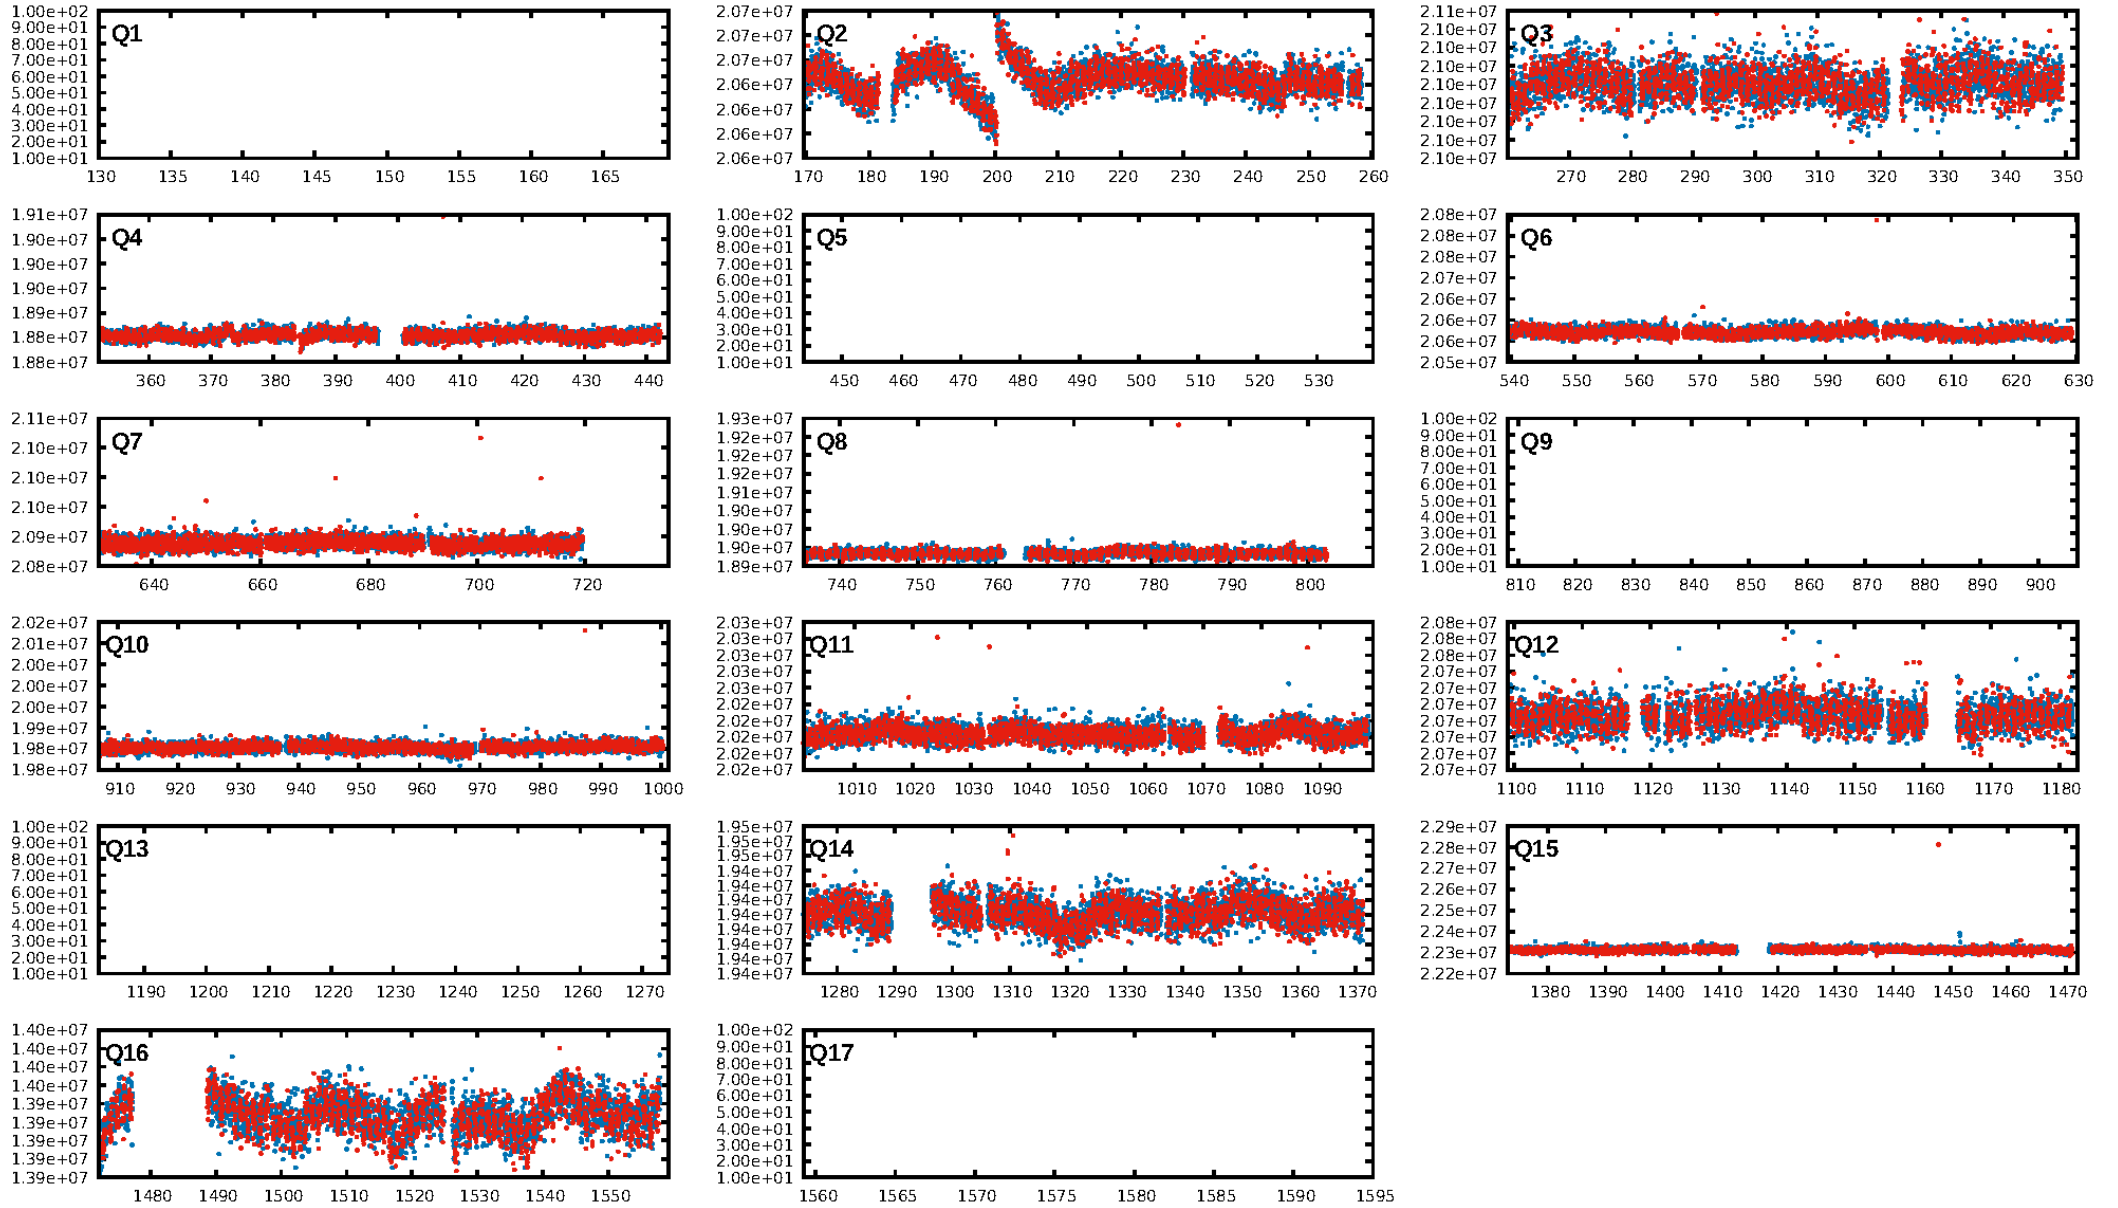 Q1
1.00e+02
9.00e+01
8.00e+01
7.00e+01
6.00e+01
5.00e+01
4.00e+01
3.00e+01
2.00e+01
1.00e+01
130 135 140 145 150 155 160 165
Q2
2.07e+07
2.07e+07
2.07e+07
2.06e+07
2.06e+07
2.06e+07
2.06e+07
170 180 190 200 210 220 230 240 250 260
Q3
2.11e+07
2.10e+07
2.10e+07
2.10e+07
2.10e+07
2.10e+07
2.10e+07
2.10e+07
2.10e+07
270 280 290 300 310 320 330 340 350
Q4
1.91e+07
1.90e+07
1.90e+07
1.90e+07
1.89e+07
1.88e+07
1.88e+07
360 370 380 390 400 410 420 430 440
Q5
1.00e+02
9.00e+01
8.00e+01
7.00e+01
6.00e+01
5.00e+01
4.00e+01
3.00e+01
2.00e+01
1.00e+01
450 460 470 480 490 500 510 520 530
Q6
2.08e+07
2.08e+07
2.08e+07
2.07e+07
2.06e+07
2.06e+07
2.06e+07
2.05e+07
540 550 560 570 580 590 600 610 620 630
Q7
2.11e+07
2.10e+07
2.10e+07
2.10e+07
2.09e+07
2.08e+07
640 660 680 700 720
Q8
1.93e+07
1.92e+07
1.92e+07
1.92e+07
1.91e+07
1.90e+07
1.90e+07
1.90e+07
1.89e+07
740 750 760 770 780 790 800
Q9
1.00e+02
9.00e+01
8.00e+01
7.00e+01
6.00e+01
5.00e+01
4.00e+01
3.00e+01
2.00e+01
1.00e+01
810 820 830 840 850 860 870 880 890 900
Q10
2.02e+07
2.01e+07
2.00e+07
2.00e+07
2.00e+07
1.99e+07
1.98e+07
1.98e+07
910 920 930 940 950 960 970 980 990 1000
Q11
2.03e+07
2.03e+07
2.03e+07
2.03e+07
2.03e+07
2.02e+07
2.02e+07
2.02e+07
2.02e+07
2.02e+07
1010 1020 1030 1040 1050 1060 1070 1080 1090
Q12
2.08e+07
2.08e+07
2.08e+07
2.07e+07
2.07e+07
2.07e+07
2.07e+07
2.07e+07
2.07e+07
2.07e+07
1100 1110 1120 1130 1140 1150 1160 1170 1180
Q13
1.00e+02
9.00e+01
8.00e+01
7.00e+01
6.00e+01
5.00e+01
4.00e+01
3.00e+01
2.00e+01
1.00e+01
1190 1200 1210 1220 1230 1240 1250 1260 1270
Q14
1.95e+07
1.95e+07
1.95e+07
1.94e+07
1.94e+07
1.94e+07
1.94e+07
1.94e+07
1.94e+07
1.94e+07
1.94e+07
1280 1290 1300 1310 1320 1330 1340 1350 1360 1370
Q15
2.29e+07
2.28e+07
2.27e+07
2.26e+07
2.25e+07
2.24e+07
2.23e+07
2.22e+07
1380 1390 1400 1410 1420 1430 1440 1450 1460 1470
Q16
1.40e+07
1.40e+07
1.40e+07
1.40e+07
1.39e+07
1.39e+07
1.39e+07
1.39e+07
1.39e+07
1480 1490 1500 1510 1520 1530 1540 1550
Q17
1.00e+02
9.00e+01
8.00e+01
7.00e+01
6.00e+01
5.00e+01
4.00e+01
3.00e+01
2.00e+01
1.00e+01
1560 1565 1570 1575 1580 1585 1590 1595